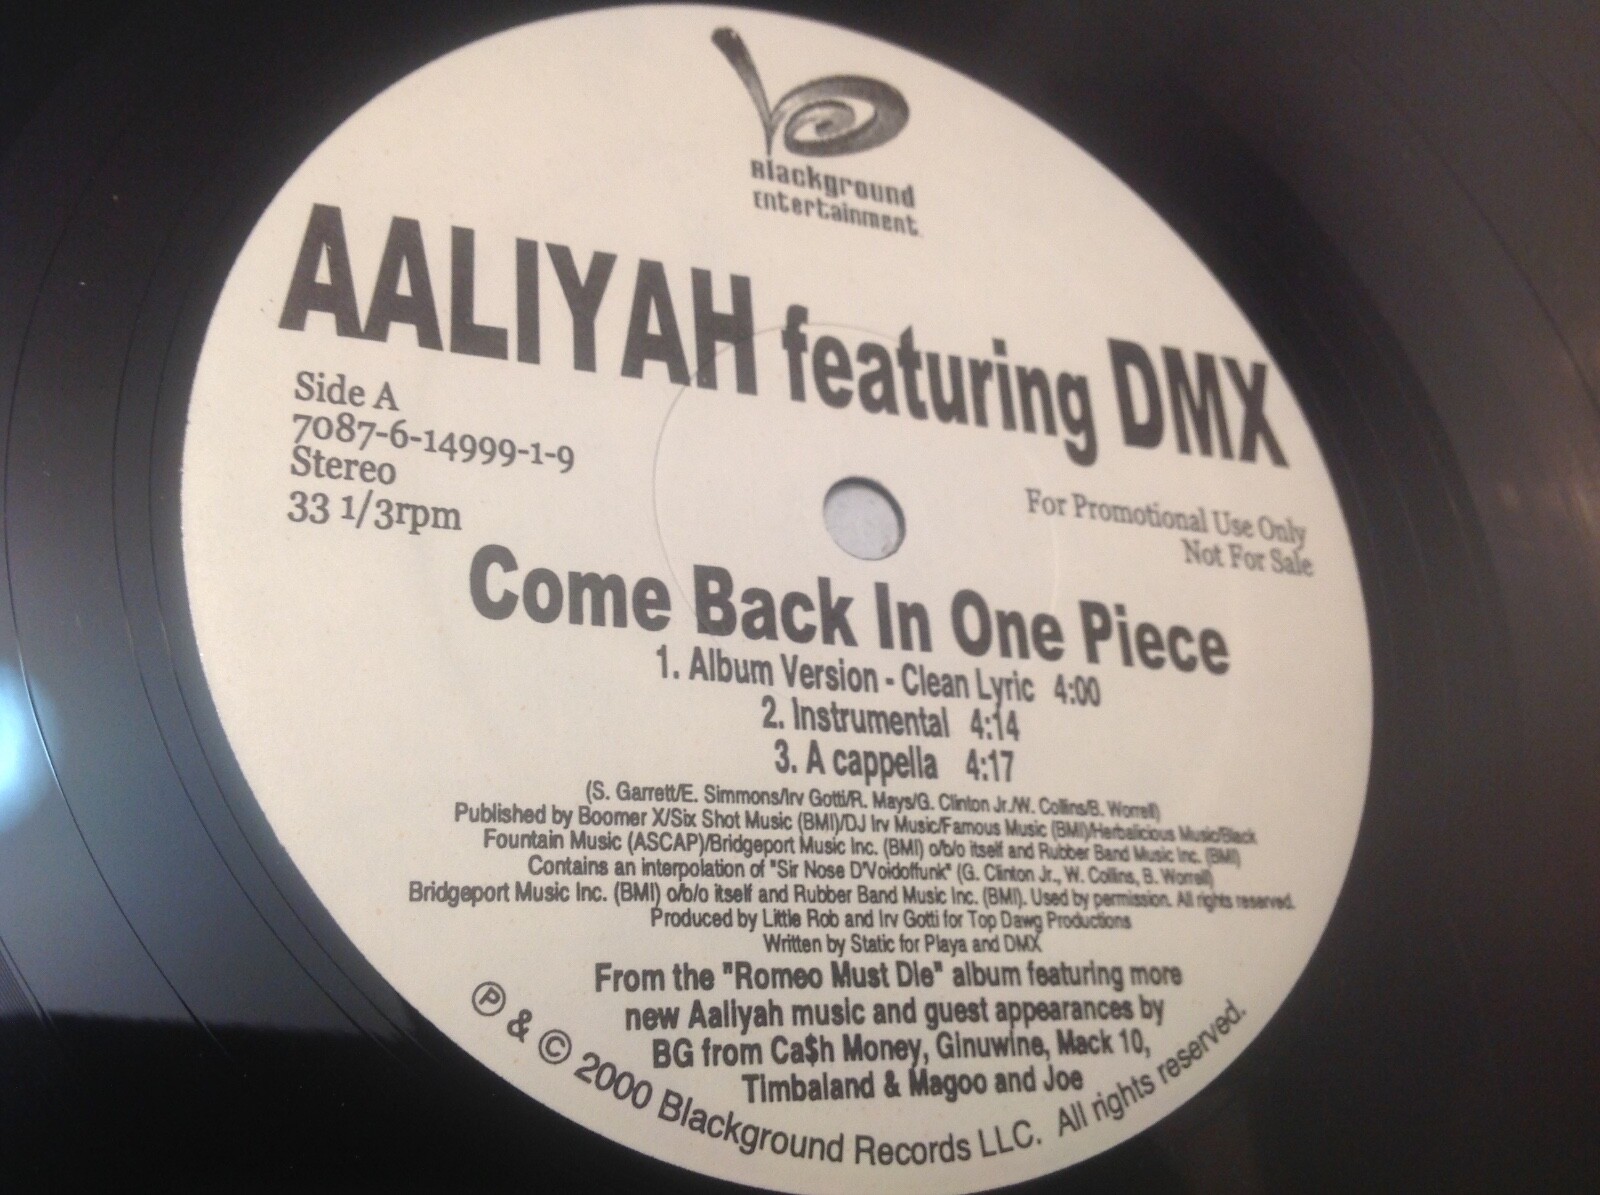 Blackground
Entertainment
AALIYAH featuring DMX
Side A
7087-6-14999-1-9
Stereo
33 1/3rpm
For Promotional Use Only
Not For Sale
Come Back In One Piece
1. Album Version - Clean Lyric 4:00
2. Instrumental 4:14
3. A cappella 4:17
(S. Garrett/E. Simmons/Irv Gotti/R. Mays/G. Clinton Jr./W. Collins/B. Worrell)
Published by Boomer X/Six Shot Music (BMI)/DJ Irv Music/Famous Music (BMI)/Herbalicious Music/Black
Fountain Music (ASCAP)/Bridgeport Music Inc. (BMI) o/b/o itself and Rubber Band Music Inc. (BMI)
Contains an interpolation of "Sir Nose D'Voidoffunk" (G. Clinton Jr., W. Collins, B. Worrell)
Bridgeport Music Inc. (BMI) o/b/o itself and Rubber Band Music Inc. (BMI). Used by permission. All rights reserved.
Produced by Little Rob and Irv Gotti for Top Dawg Productions
Written by Static for Playa and DMX
From the "Romeo Must Die" album featuring more
new Aaliyah music and guest appearances by
BG from Ca$h Money, Ginuwine, Mack 10,
Timbaland & Magoo and Joe
℗ & © 2000 Blackground Records LLC. All rights reserved.